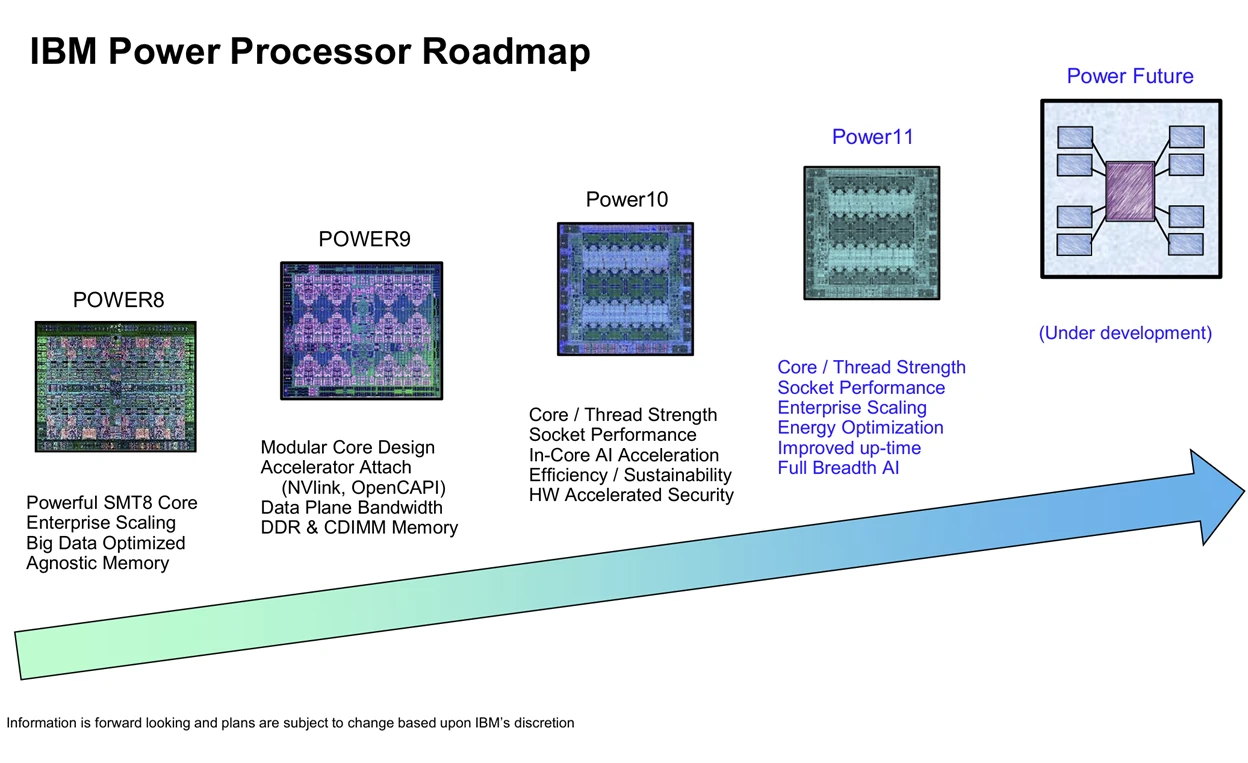 IBM Power Processor Roadmap
Power Future
Power11
Power10
POWER9
POWER8
(Under development)
Core / Thread Strength
Socket Performance
Enterprise Scaling
Energy Optimization
Improved up-time
Full Breadth AI
Core / Thread Strength
Socket Performance
In-Core AI Acceleration
Efficiency / Sustainability
HW Accelerated Security
Modular Core Design
Accelerator Attach
(NVlink, OpenCAPI)
Data Plane Bandwidth
DDR & CDIMM Memory
Powerful SMT8 Core
Enterprise Scaling
Big Data Optimized
Agnostic Memory
Information is forward looking and plans are subject to change based upon IBM's discretion